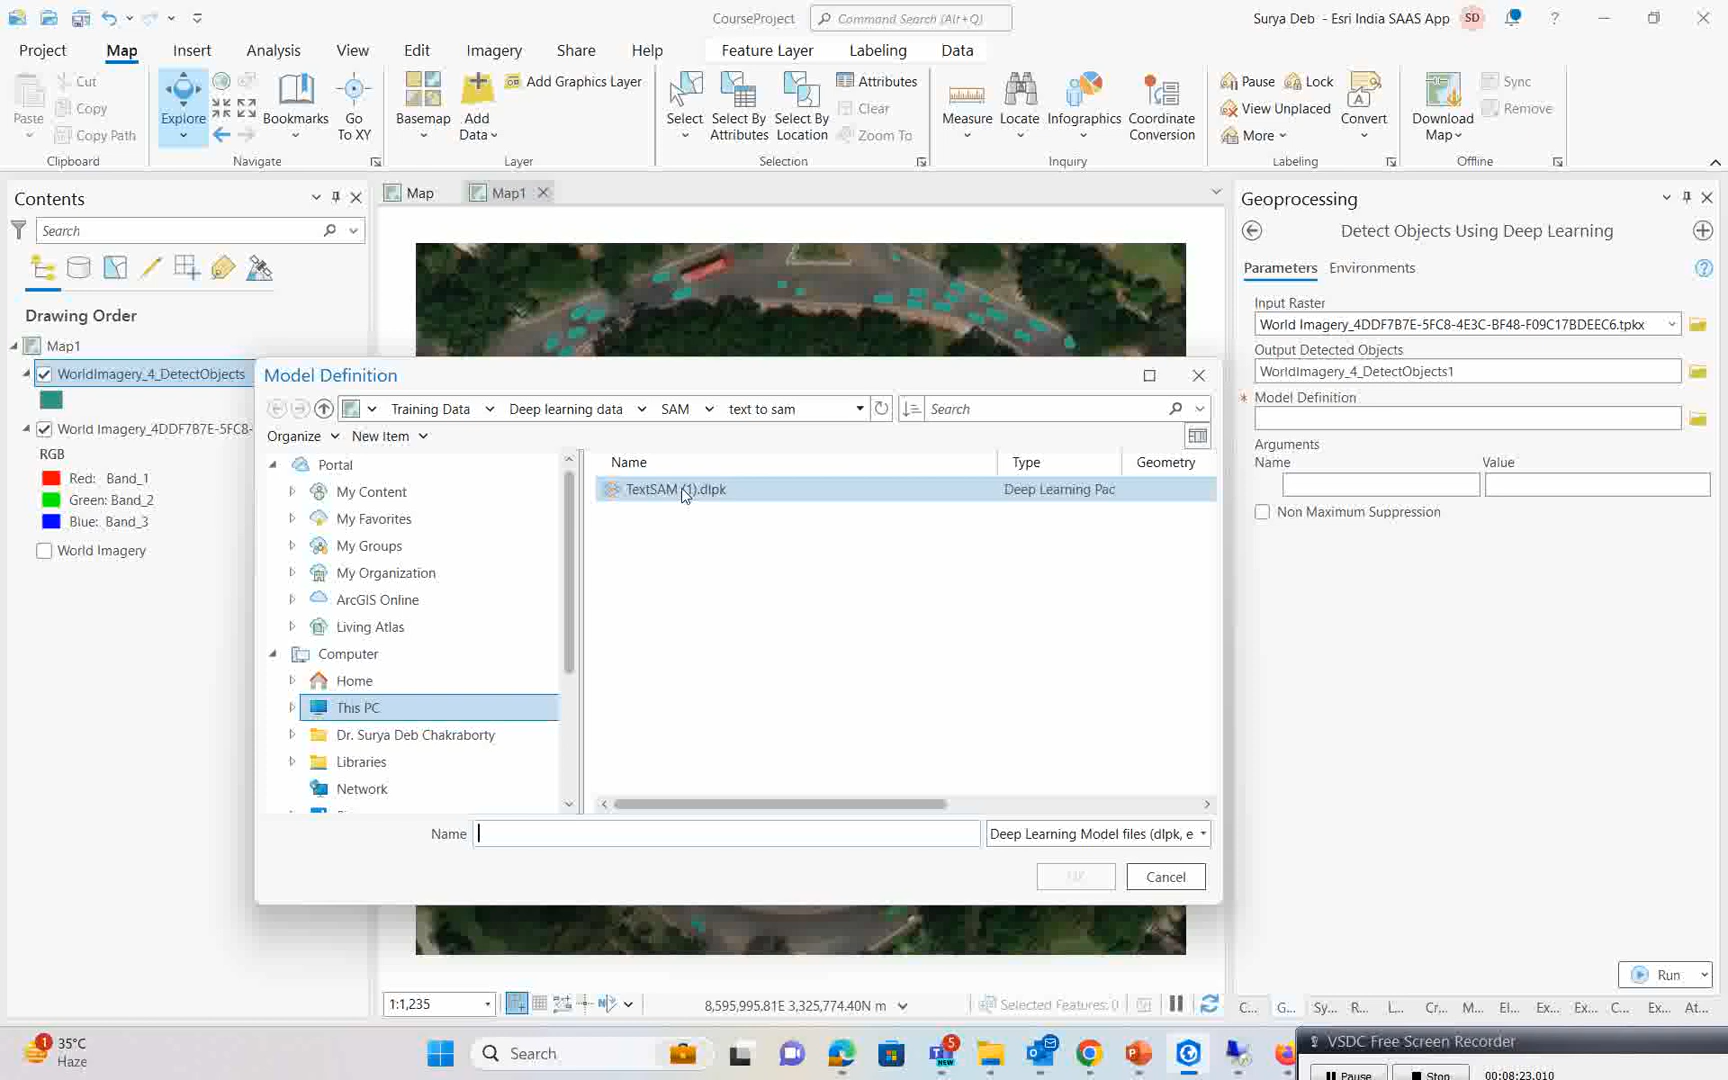 CourseProject
Command Search (Alt+Q)
Surya Deb - Esri India SAAS App
SD
Project
Map
Insert
Analysis
View
Edit
Imagery
Share
Help
Feature Layer
Labeling
Data
Paste
Cut
Copy
Copy Path
Explore
Bookmarks
Go To XY
Basemap
Add Data
Add Graphics Layer
Select
Select By Attributes
Select By Location
Attributes
Clear
Zoom To
Measure
Locate
Infographics
Coordinate Conversion
Pause
Lock
View Unplaced
More
Convert
Download Map
Sync
Remove
Clipboard
Navigate
Layer
Selection
Inquiry
Labeling
Offline
Contents
Search
Drawing Order
Map1
WorldImagery_4_DetectObjects
World Imagery_4DDF7B7E-5FC8-
RGB
Red: Band_1
Green: Band_2
Blue: Band_3
World Imagery
Map
Map1
Model Definition
Training Data
Deep learning data
SAM
text to sam
Search
Organize
New Item
Portal
My Content
My Favorites
My Groups
My Organization
ArcGIS Online
Living Atlas
Computer
Home
This PC
Dr. Surya Deb Chakraborty
Libraries
Network
Name
Type
Geometry
TextSAM (1).dlpk
Deep Learning Pac
Name
Deep Learning Model files (dlpk, e
Cancel
1:1,235
8,595,995.81E 3,325,774.40N m
Selected Features: 0
Geoprocessing
Detect Objects Using Deep Learning
Parameters
Environments
Input Raster
World Imagery_4DDF7B7E-5FC8-4E3C-BF48-F09C17BDEEC6.tpkx
Output Detected Objects
WorldImagery_4_DetectObjects1
* Model Definition
Arguments
Name
Value
Non Maximum Suppression
Run
C...
G...
Sy...
R...
L...
Cr...
M...
El...
Ex...
Ex...
C...
Ex...
At...
1
35°C
Haze
Search
5
NEW
VSDC Free Screen Recorder
Pause
Stop
00:08:23.010